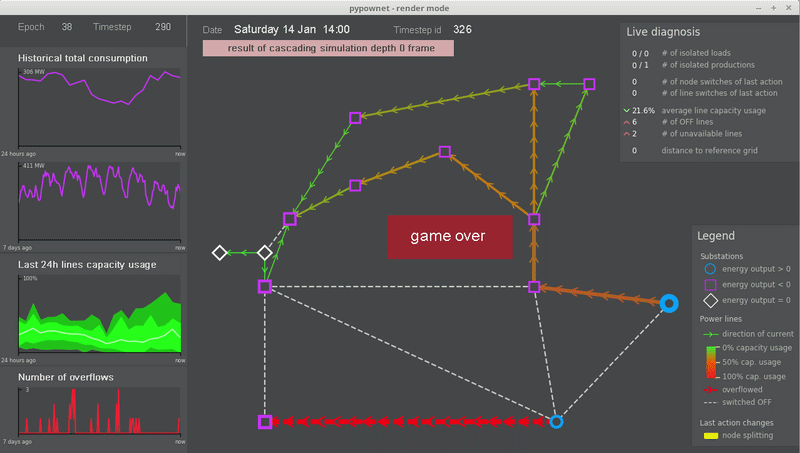 pypownet - render mode
Epoch 38 Timestep 290
Date Saturday 14 Jan 14:00 Timestep id 326
result of cascading simulation depth 0 frame
Historical total consumption
306 MW
24 hours ago now
413 MW
7 days ago now
Last 24h lines capacity usage
100%
24 hours ago now
Number of overflows
3
7 days ago now
game over
Live diagnosis
0 / 0 # of isolated loads
0 / 1 # of isolated productions
0 # of node switches of last action
0 # of line switches of last action
21.6% average line capacity usage
6 # of OFF lines
2 # of unavailable lines
0 distance to reference grid
Legend
Substations
energy output > 0
energy output < 0
energy output = 0
Power lines
direction of current
0% capacity usage
50% cap. usage
100% cap. usage
overflowed
switched OFF
Last action changes
node splitting